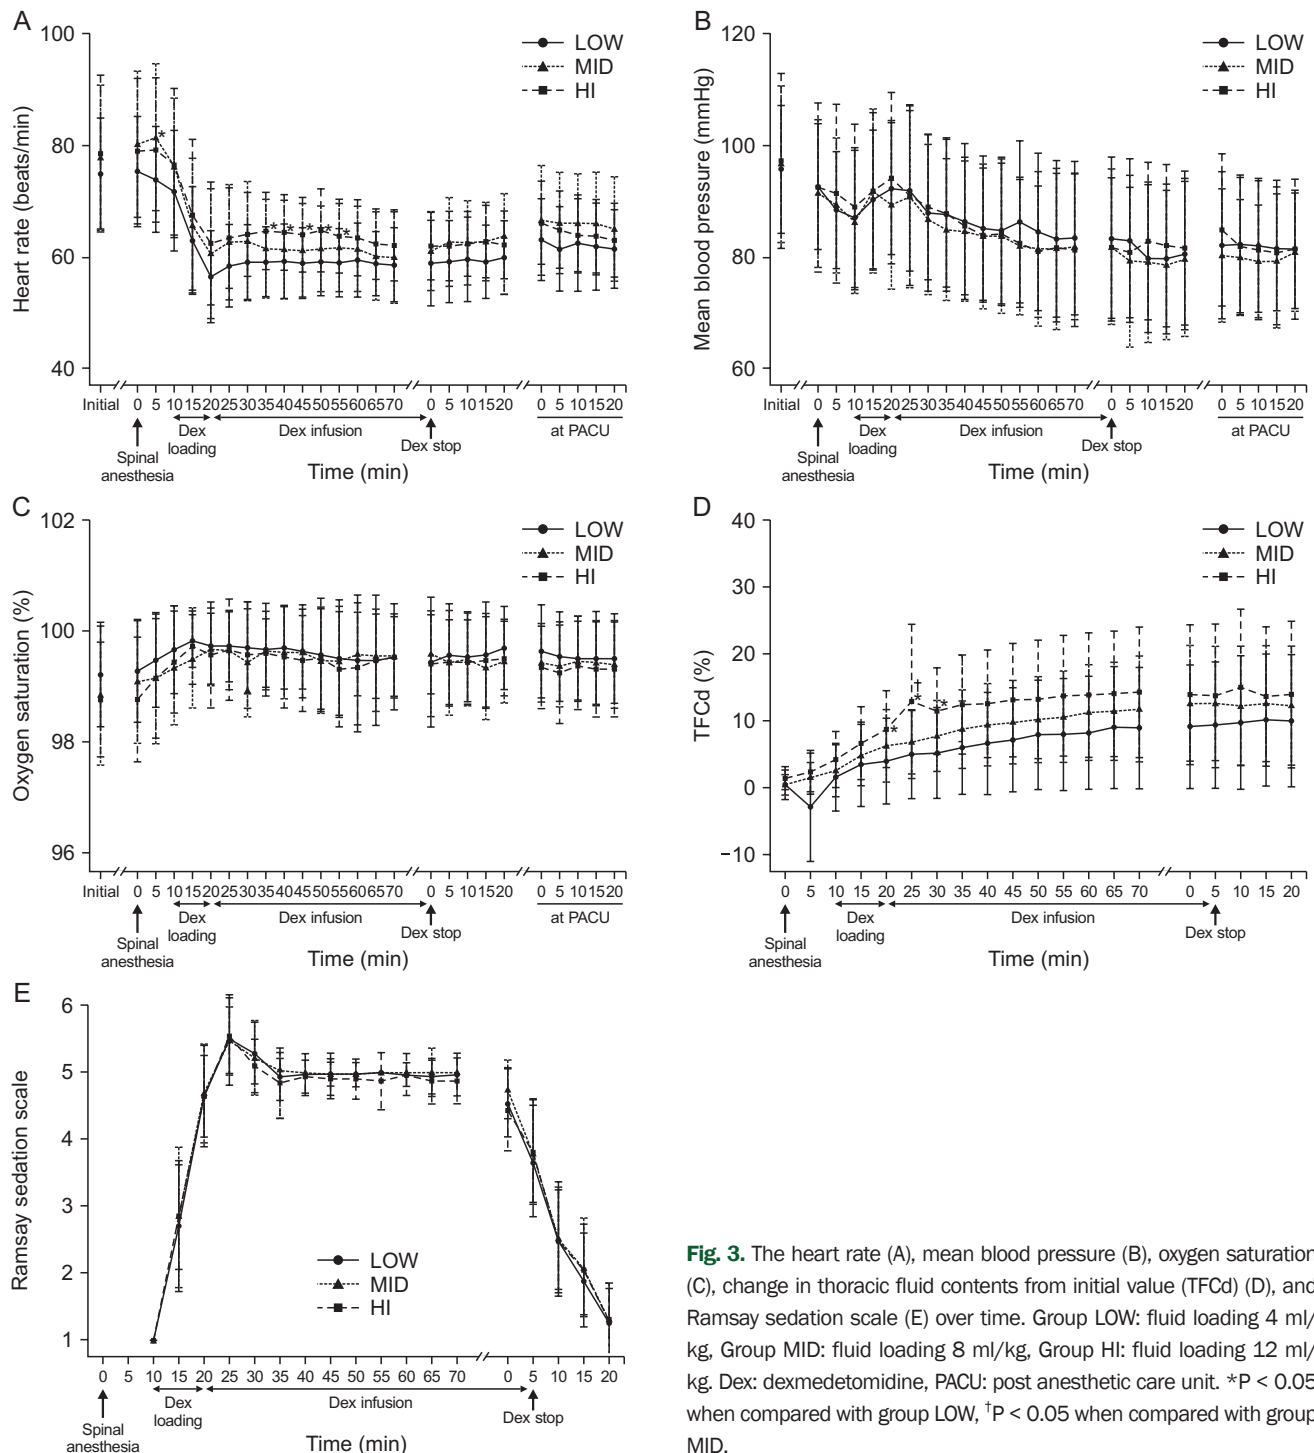 A
100
80
60
40
Heart rate (beats/min)
LOW
MID
HI
* * * * * *
Initial 0 5 10 15 20 25 30 35 40 45 50 55 60 65 70 0 5 10 15 20 0 5 10 15 20
Dex loading
Dex infusion
Dex stop
at PACU
Spinal anesthesia
Time (min)
B
120
100
80
60
Mean blood pressure (mmHg)
LOW
MID
HI
Initial 0 5 10 15 20 25 30 35 40 45 50 55 60 65 70 0 5 10 15 20 0 5 10 15 20
Dex loading
Dex infusion
Dex stop
at PACU
Spinal anesthesia
Time (min)
C
102
100
98
96
Oxygen saturation (%)
LOW
MID
HI
Initial 0 5 10 15 20 25 30 35 40 45 50 55 60 65 70 0 5 10 15 20 0 5 10 15 20
Dex loading
Dex infusion
Dex stop
at PACU
Spinal anesthesia
Time (min)
D
40
30
20
10
0
−10
TFCd (%)
LOW
MID
HI
†
* * *
0 5 10 15 20 25 30 35 40 45 50 55 60 65 70 0 5 10 15 20
Dex loading
Dex infusion
Dex stop
Spinal anesthesia
Time (min)
E
6
5
4
3
2
1
Ramsay sedation scale
LOW
MID
HI
0 5 10 15 20 25 30 35 40 45 50 55 60 65 70 0 5 10 15 20
Dex loading
Dex infusion
Dex stop
Spinal anesthesia
Time (min)
Fig. 3. The heart rate (A), mean blood pressure (B), oxygen saturation
(C), change in thoracic fluid contents from initial value (TFCd) (D), and
Ramsay sedation scale (E) over time. Group LOW: fluid loading 4 ml/
kg, Group MID: fluid loading 8 ml/kg, Group HI: fluid loading 12 ml/
kg. Dex: dexmedetomidine, PACU: post anesthetic care unit. *P < 0.05
when compared with group LOW, †P < 0.05 when compared with group
MID.